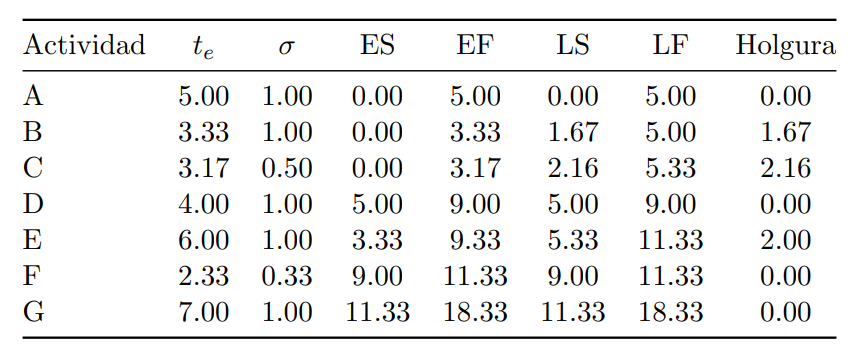 Actividad te σ ES EF LS LF Holgura
A 5.00 1.00 0.00 5.00 0.00 5.00 0.00
B 3.33 1.00 0.00 3.33 1.67 5.00 1.67
C 3.17 0.50 0.00 3.17 2.16 5.33 2.16
D 4.00 1.00 5.00 9.00 5.00 9.00 0.00
E 6.00 1.00 3.33 9.33 5.33 11.33 2.00
F 2.33 0.33 9.00 11.33 9.00 11.33 0.00
G 7.00 1.00 11.33 18.33 11.33 18.33 0.00